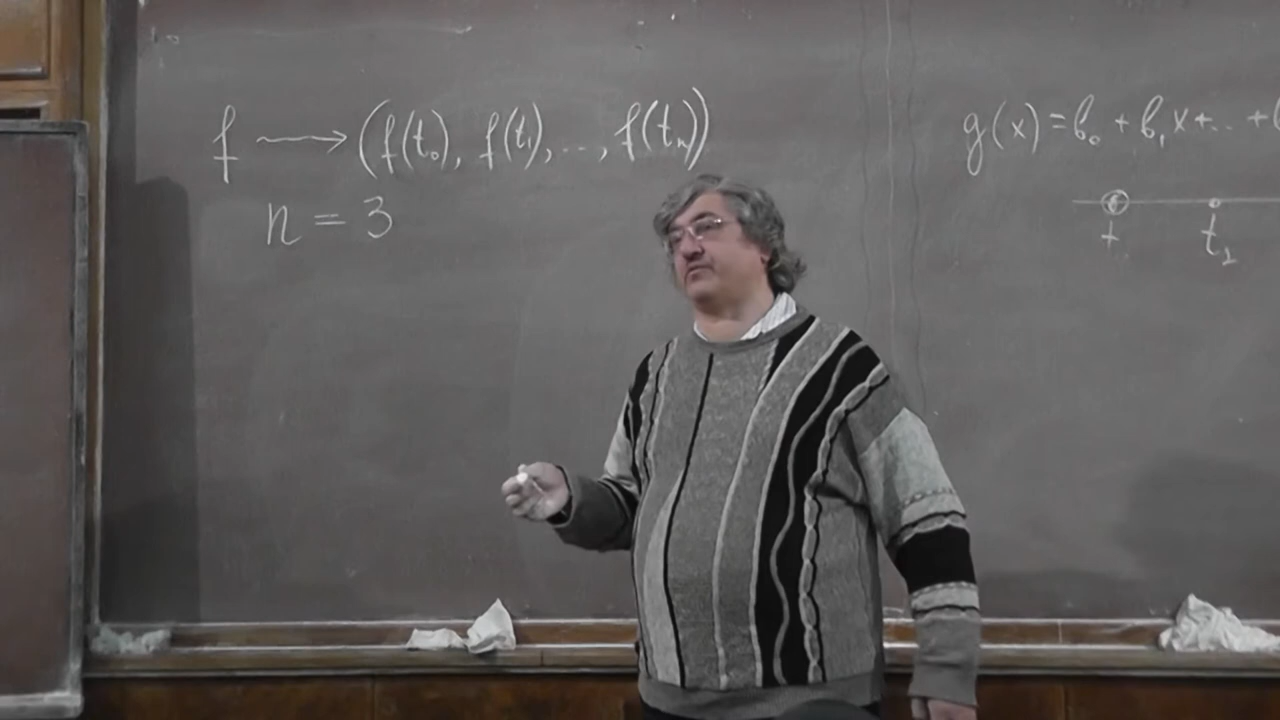 f → (f(t₀), f(t₁), ..., f(tₙ))
n = 3
g(x) = b₀ + b₁x + .. + (
t. t₁